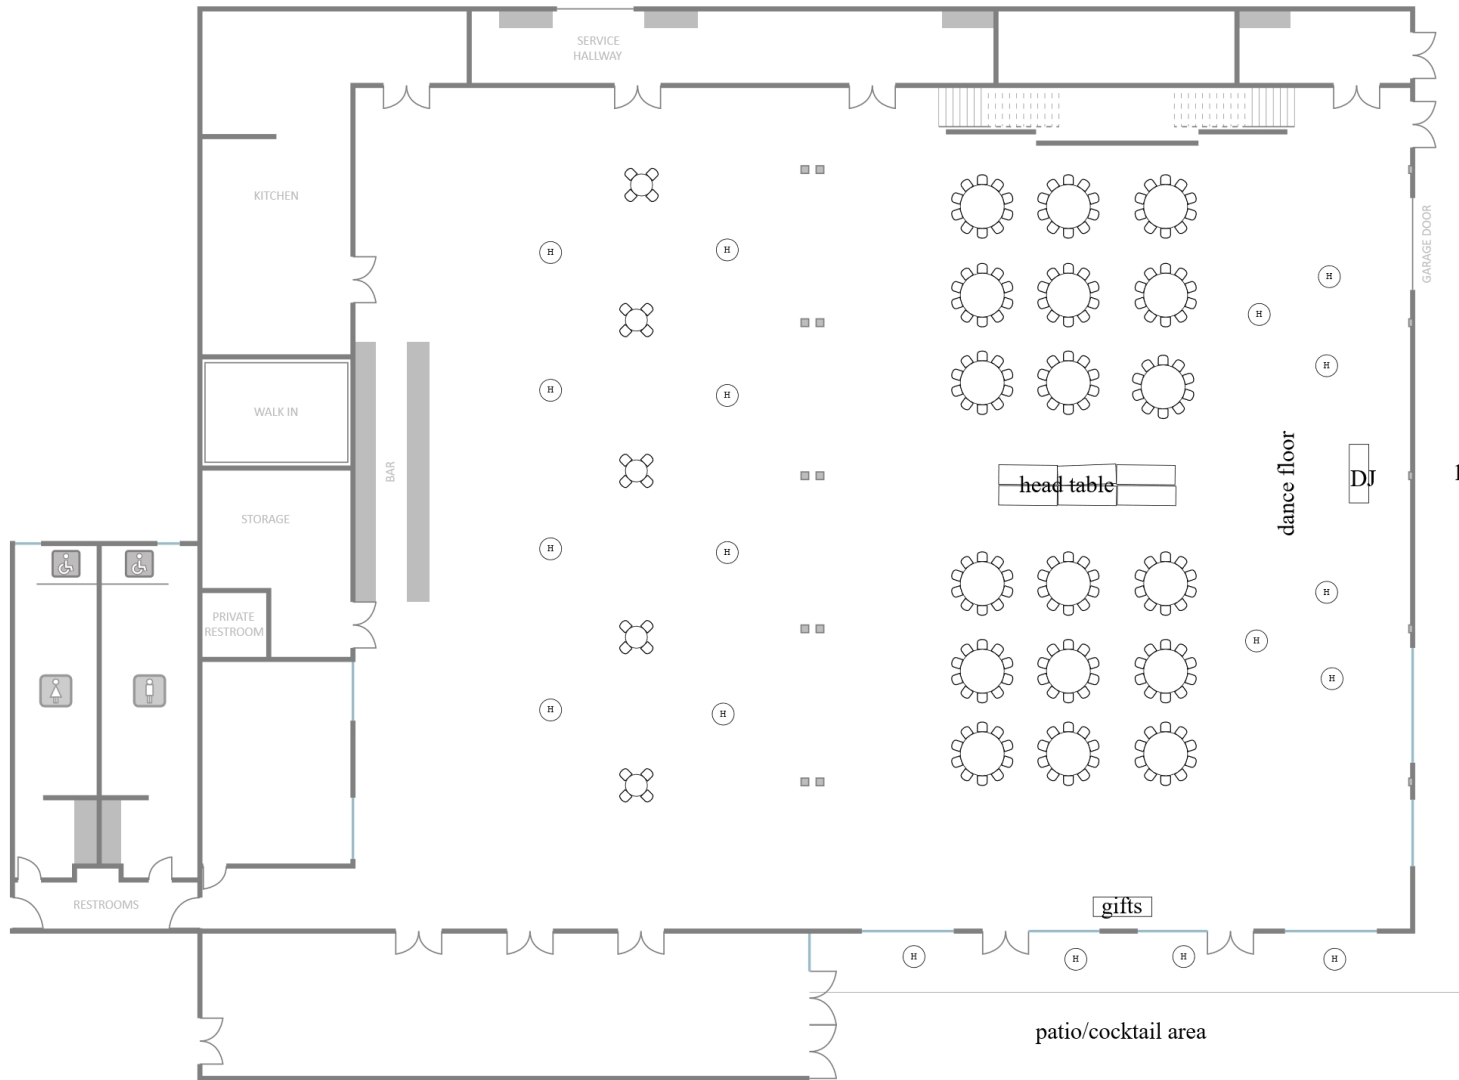 SERVICE
HALLWAY
KITCHEN
GARAGE DOOR
H
H
H
H
H
WALK IN
H
H
H
BAR
head table
dance floor
DJ
STORAGE
H
H
PRIVATE
RESTROOM
H
H
H
H
H
RESTROOMS
gifts
H
H
H
H
patio/cocktail area